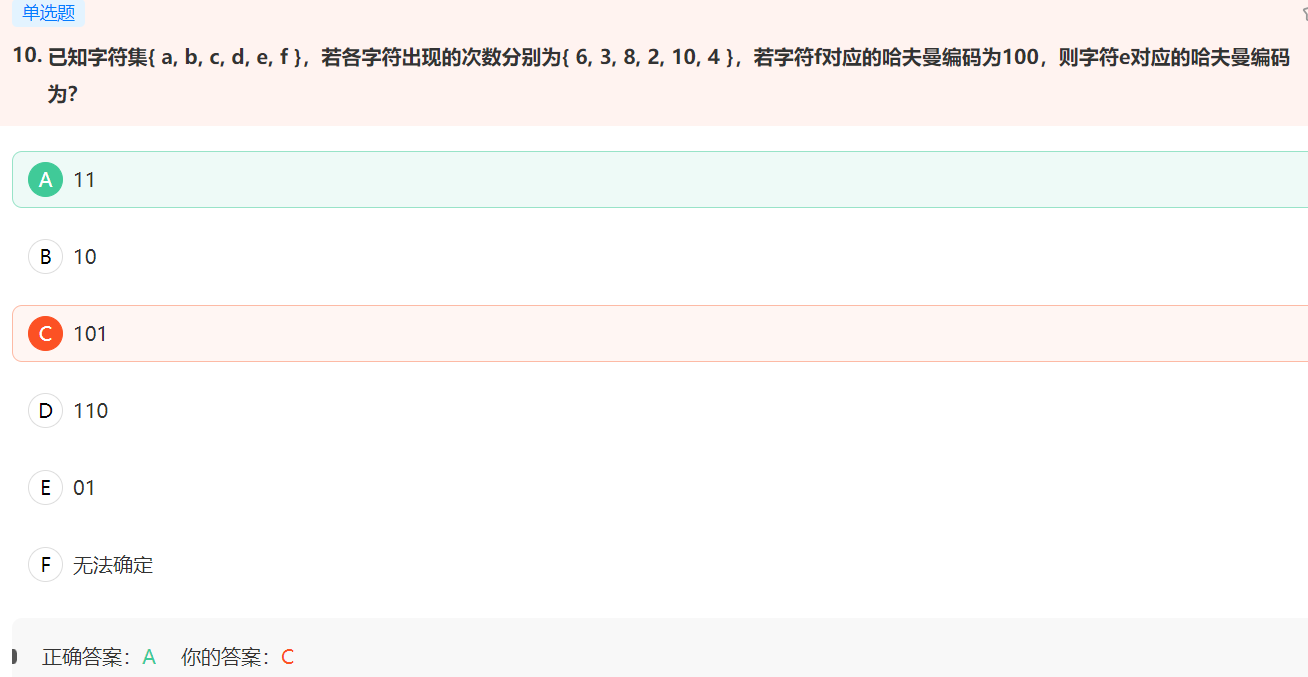 单选题
10. 已知字符集{ a, b, c, d, e, f }，若各字符出现的次数分别为{ 6, 3, 8, 2, 10, 4 }，若字符f对应的哈夫曼编码为100，则字符e对应的哈夫曼编码
为?
A 11
B 10
C 101
D 110
E 01
F 无法确定
正确答案：A 你的答案：C